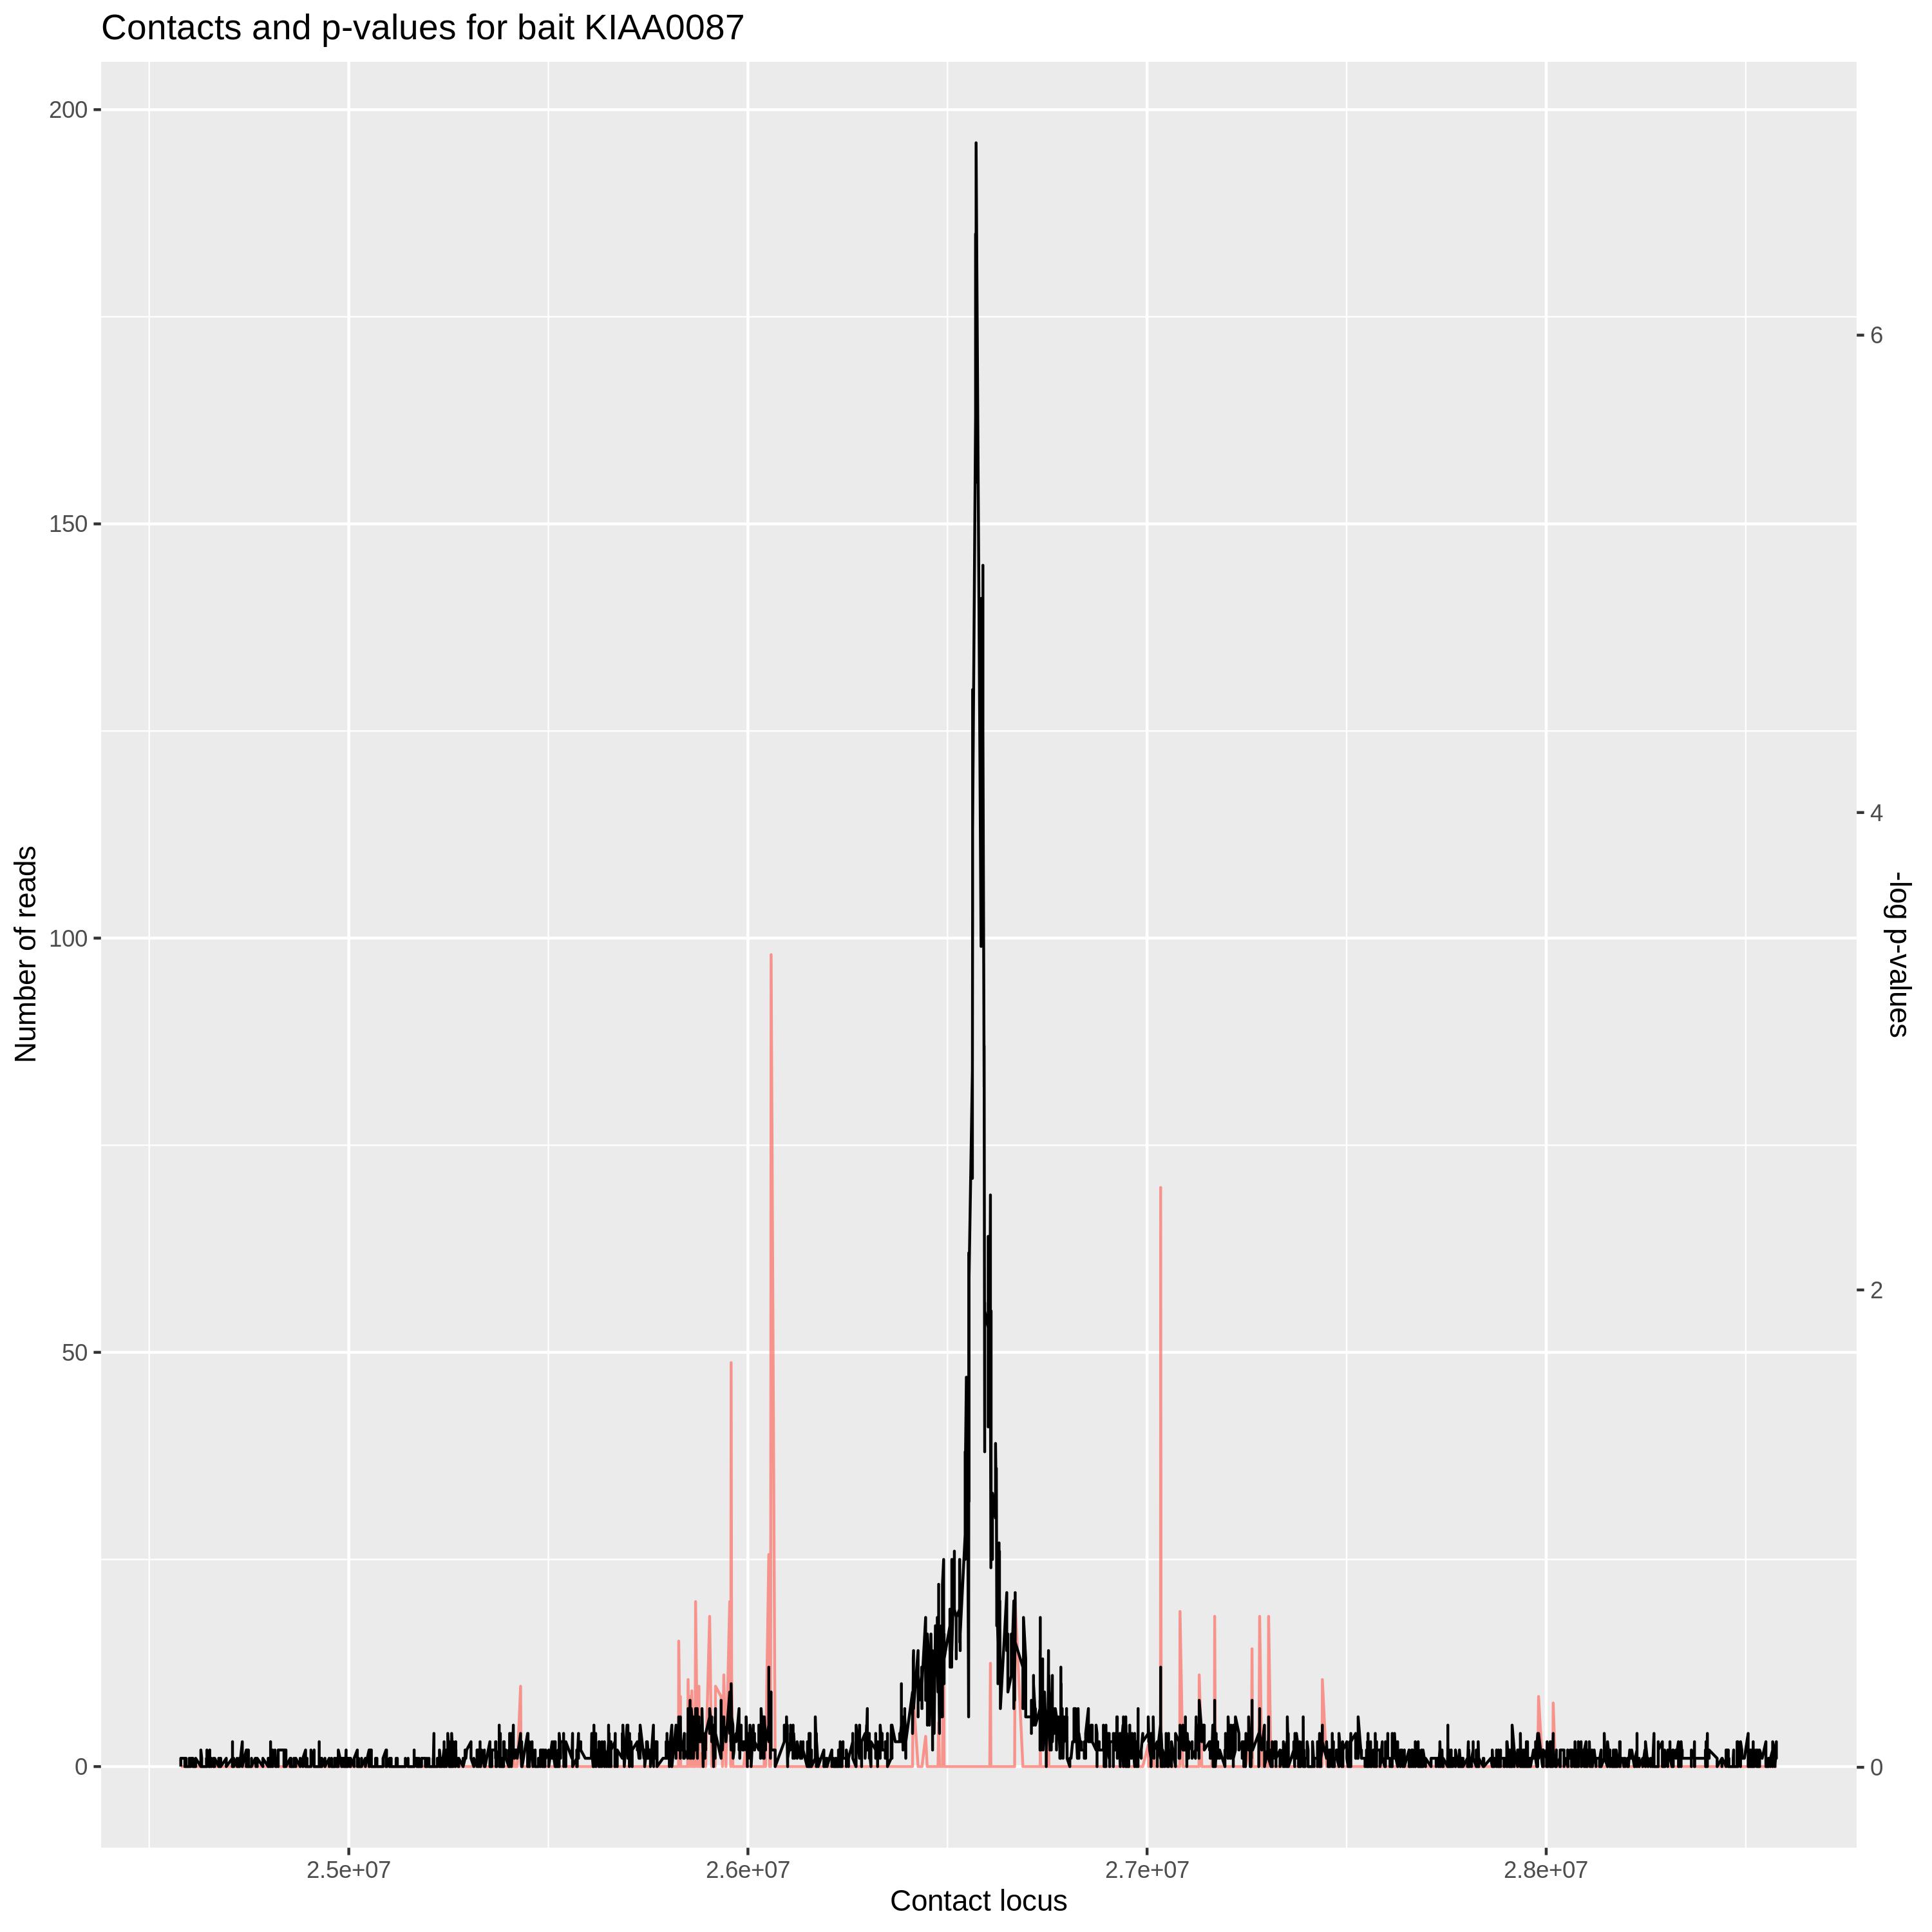 Contacts and p-values for bait KIAA0087
200
150
100
50
0
Number of reads
6
4
2
0
-log p-values
2.5e+07 2.6e+07 2.7e+07 2.8e+07
Contact locus